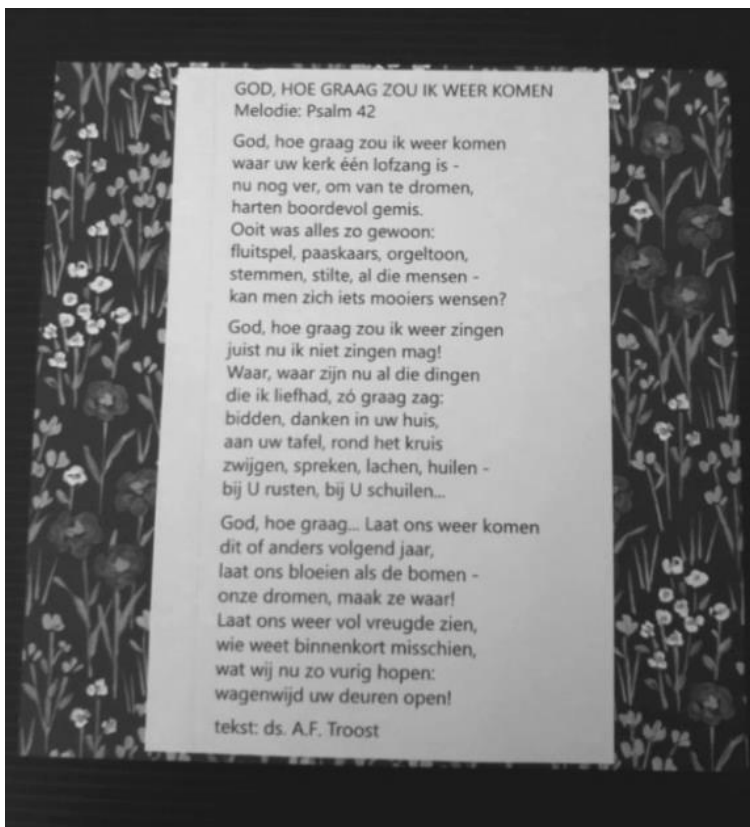 GOD, HOE GRAAG ZOU IK WEER KOMEN
Melodie: Psalm 42
God, hoe graag zou ik weer komen
waar uw kerk één lofzang is -
nu nog ver, om van te dromen,
harten boordevol gemis.
Ooit was alles zo gewoon:
fluitspel, paaskaars, orgeltoon,
stemmen, stilte, al die mensen -
kan men zich iets mooiers wensen?
God, hoe graag zou ik weer zingen
juist nu ik niet zingen mag!
Waar, waar zijn nu al die dingen
die ik liefhad, zó graag zag:
bidden, danken in uw huis,
aan uw tafel, rond het kruis
zwijgen, spreken, lachen, huilen -
bij U rusten, bij U schuilen...
God, hoe graag... Laat ons weer komen
dit of anders volgend jaar,
laat ons bloeien als de bomen -
onze dromen, maak ze waar!
Laat ons weer vol vreugde zien,
wie weet binnenkort misschien,
wat wij nu zo vurig hopen:
wagenwijd uw deuren open!
tekst: ds. A.F. Troost